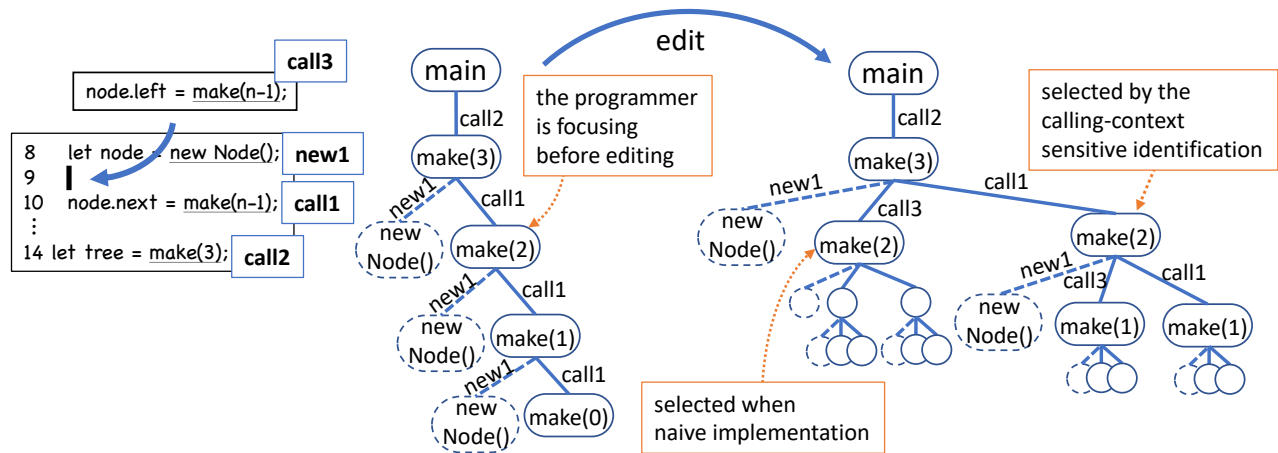 call3
node.left = make(n-1);
8 let node = new Node();
new1
9
10 node.next = make(n-1);
call1
⋮
14 let tree = make(3);
call2
edit
main
call2
make(3)
new1
call1
new
Node()
make(2)
new1
call1
new
Node()
make(1)
new1
call1
new
Node()
make(0)
the programmer
is focusing
before editing
main
call2
make(3)
new1
call3
call1
new
Node()
make(2)
make(2)
new1
call3
call1
new
Node()
make(1)
make(1)
selected by the
calling-context
sensitive identification
selected when
naive implementation